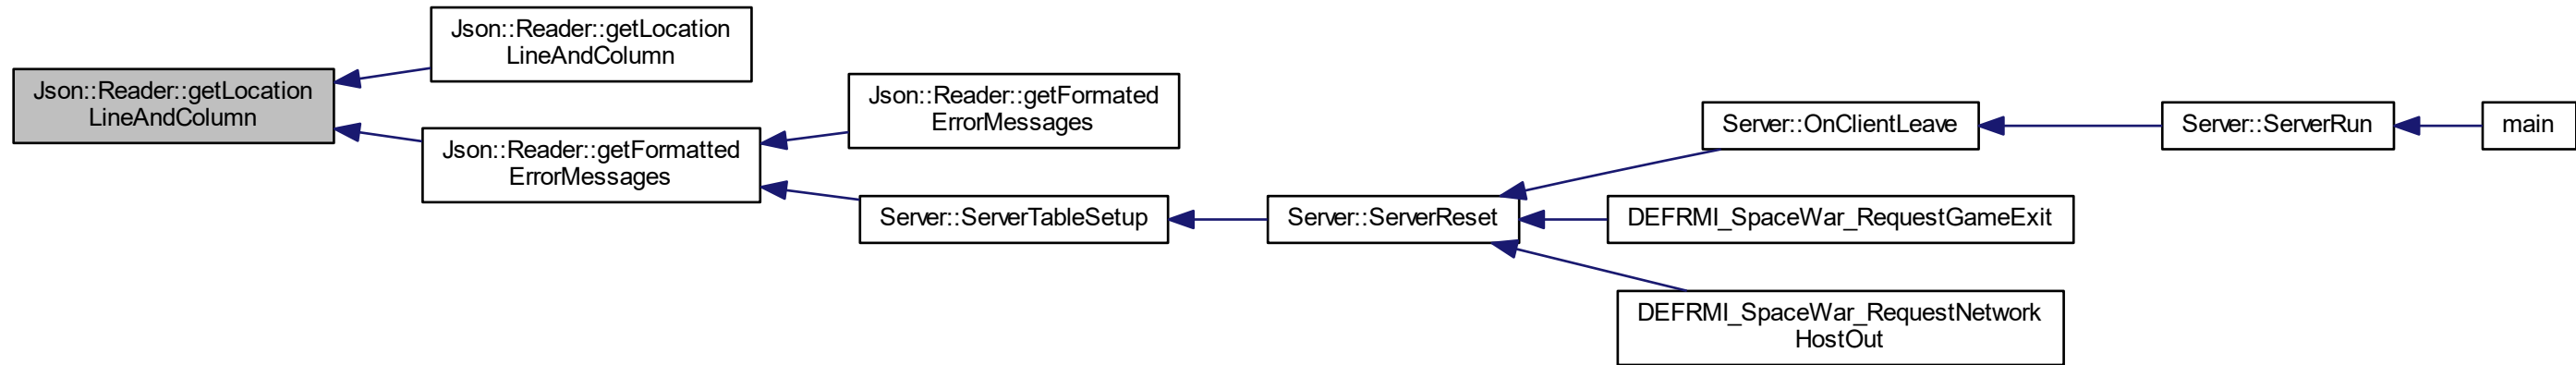 Json::Reader::getLocation
LineAndColumn
Json::Reader::getLocation
LineAndColumn
Json::Reader::getFormatted
ErrorMessages
Json::Reader::getFormated
ErrorMessages
Server::ServerTableSetup
Server::ServerReset
Server::OnClientLeave
Server::ServerRun
main
DEFRMI_SpaceWar_RequestGameExit
DEFRMI_SpaceWar_RequestNetwork
HostOut